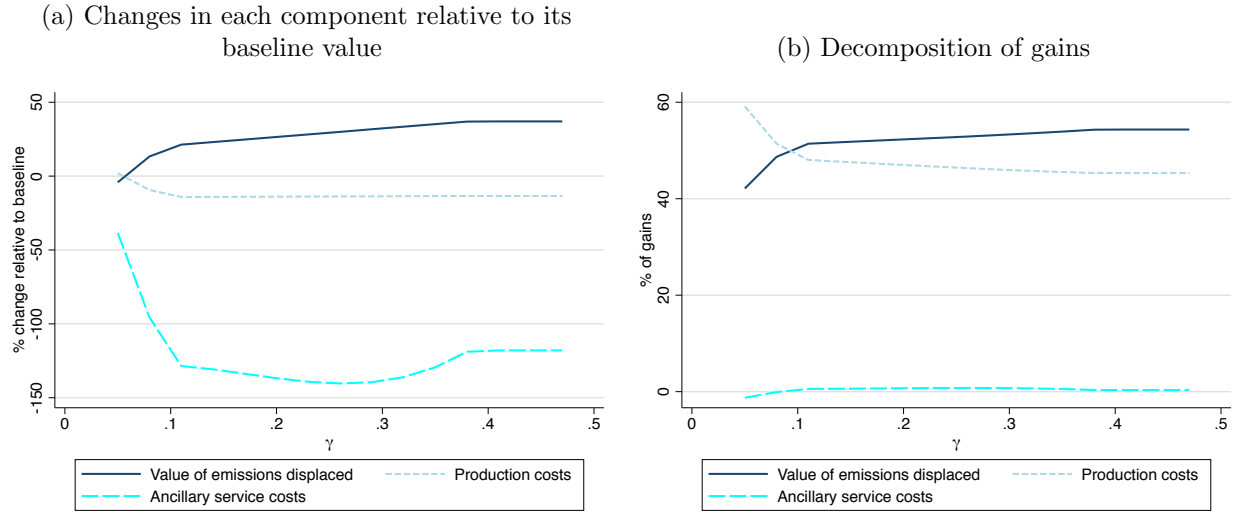 (a) Changes in each component relative to its
baseline value
% change relative to baseline
50
0
-50
-100
-150
0 .1 .2 .3 .4 .5
γ
Value of emissions displaced
Production costs
Ancillary service costs
(b) Decomposition of gains
% of gains
60
40
20
0
0 .1 .2 .3 .4 .5
γ
Value of emissions displaced
Production costs
Ancillary service costs